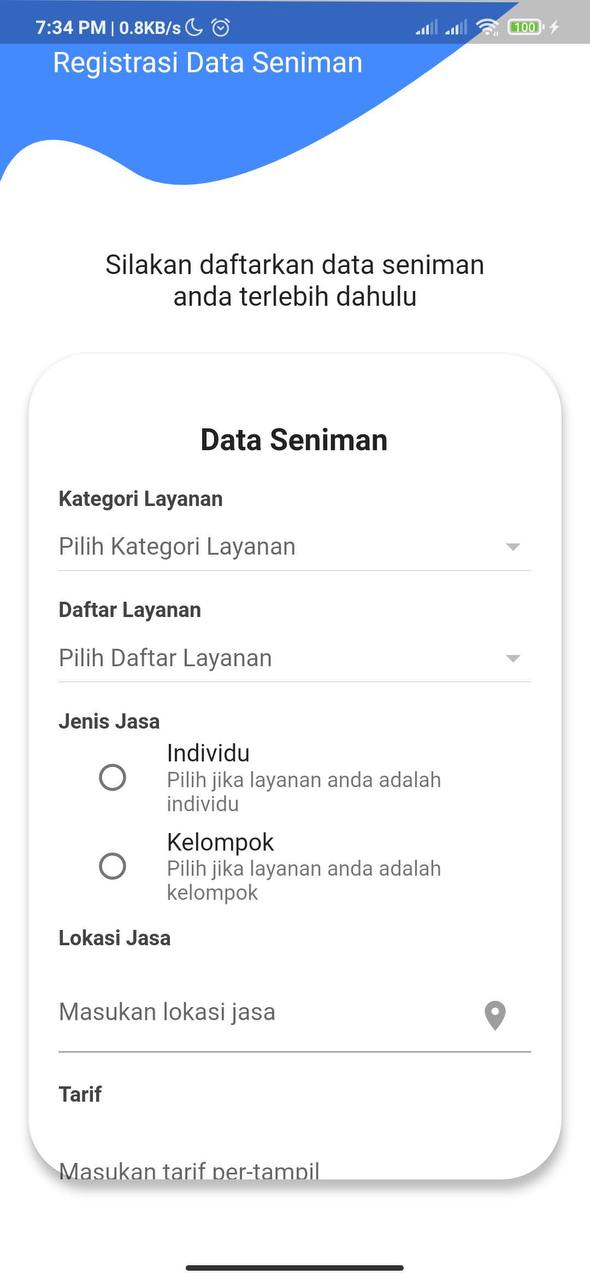 7:34 PM | 0.8KB/s
100
Registrasi Data Seniman
Silakan daftarkan data seniman
anda terlebih dahulu
Data Seniman
Kategori Layanan
Pilih Kategori Layanan
Daftar Layanan
Pilih Daftar Layanan
Jenis Jasa
Individu
Pilih jika layanan anda adalah
individu
Kelompok
Pilih jika layanan anda adalah
kelompok
Lokasi Jasa
Masukan lokasi jasa
Tarif
Masukan tarif per-tampil